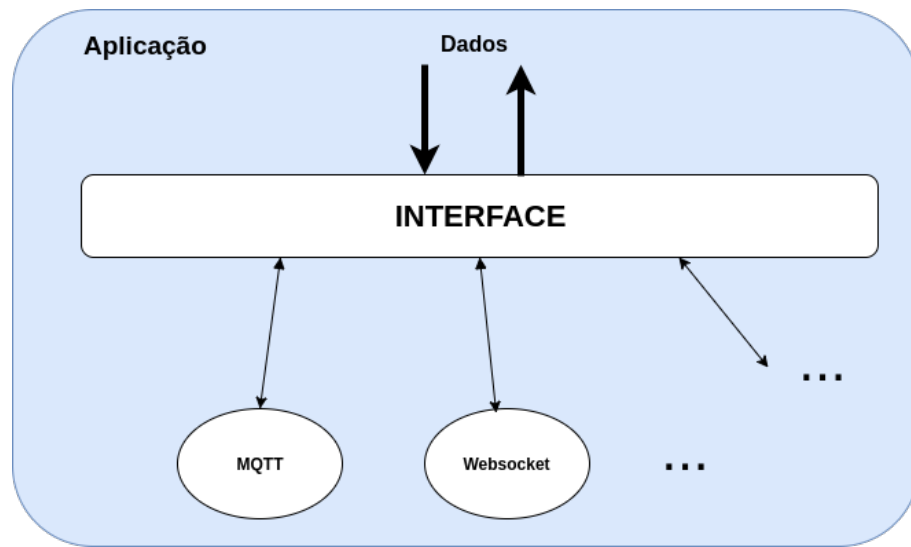 Aplicação
Dados
INTERFACE
...
MQTT
Websocket
...